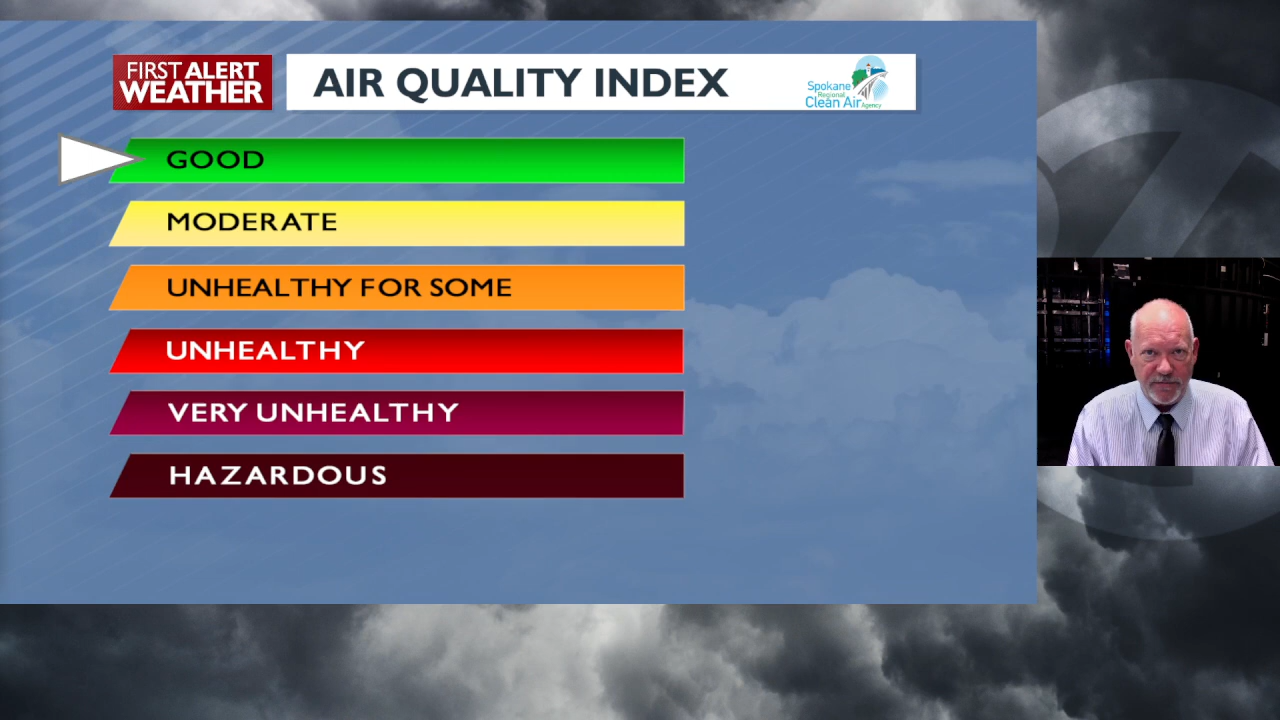 FIRST ALERT
WEATHER
AIR QUALITY INDEX
Spokane
Regional
Clean Air
Agency
GOOD
MODERATE
UNHEALTHY FOR SOME
UNHEALTHY
VERY UNHEALTHY
HAZARDOUS